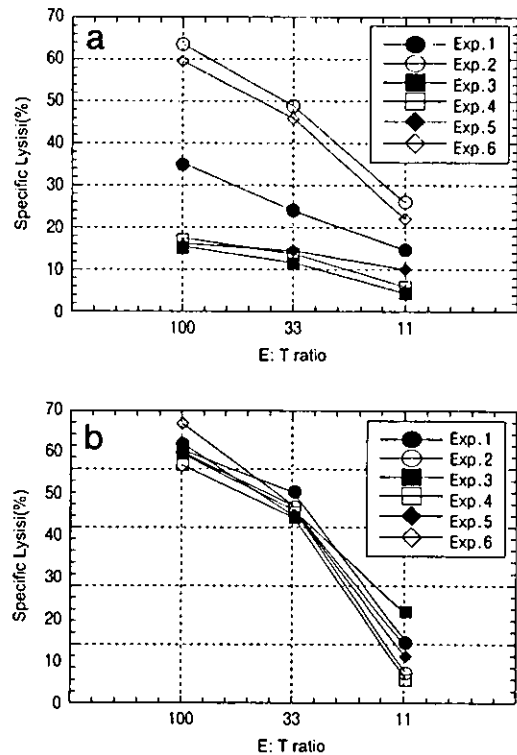 a
70
60
50
40
30
20
10
0
Specific Lysisi(%)
100
33
11
E: T ratio
Exp. 1
Exp. 2
Exp. 3
Exp. 4
Exp. 5
Exp. 6
b
70
60
50
40
30
20
10
0
Specific Lysisi(%)
100
33
11
E: T ratio
Exp. 1
Exp. 2
Exp. 3
Exp. 4
Exp. 5
Exp. 6